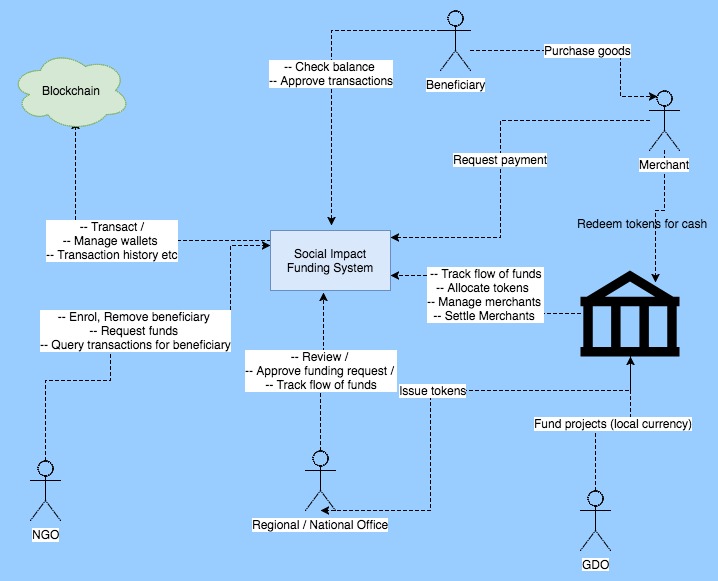 -- Check balance
-- Approve transactions
Beneficiary
Purchase goods
Blockchain
Request payment
Merchant
-- Transact /
-- Manage wallets
-- Transaction history etc
Redeem tokens for cash
Social Impact
Funding System
-- Track flow of funds
-- Allocate tokens
-- Manage merchants
-- Settle Merchants
-- Enrol, Remove beneficiary
-- Request funds
-- Query transactions for beneficiary
-- Review /
-- Approve funding request /
-- Track flow of funds
Issue tokens
Fund projects (local currency)
NGO
Regional / National Office
GDO